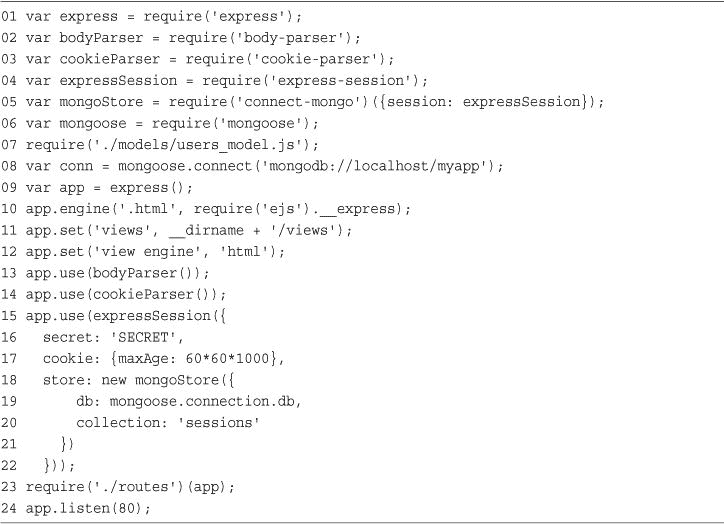 01 var express = require('express');
02 var bodyParser = require('body-parser');
03 var cookieParser = require('cookie-parser');
04 var expressSession = require('express-session');
05 var mongoStore = require('connect-mongo')({session: expressSession});
06 var mongoose = require('mongoose');
07 require('./models/users_model.js');
08 var conn = mongoose.connect('mongodb://localhost/myapp');
09 var app = express();
10 app.engine('.html', require('ejs').__express);
11 app.set('views', __dirname + '/views');
12 app.set('view engine', 'html');
13 app.use(bodyParser());
14 app.use(cookieParser());
15 app.use(expressSession({
16   secret: 'SECRET',
17   cookie: {maxAge: 60*60*1000},
18   store: new mongoStore({
19       db: mongoose.connection.db,
20       collection: 'sessions'
21     })
22   }));
23 require('./routes')(app);
24 app.listen(80);